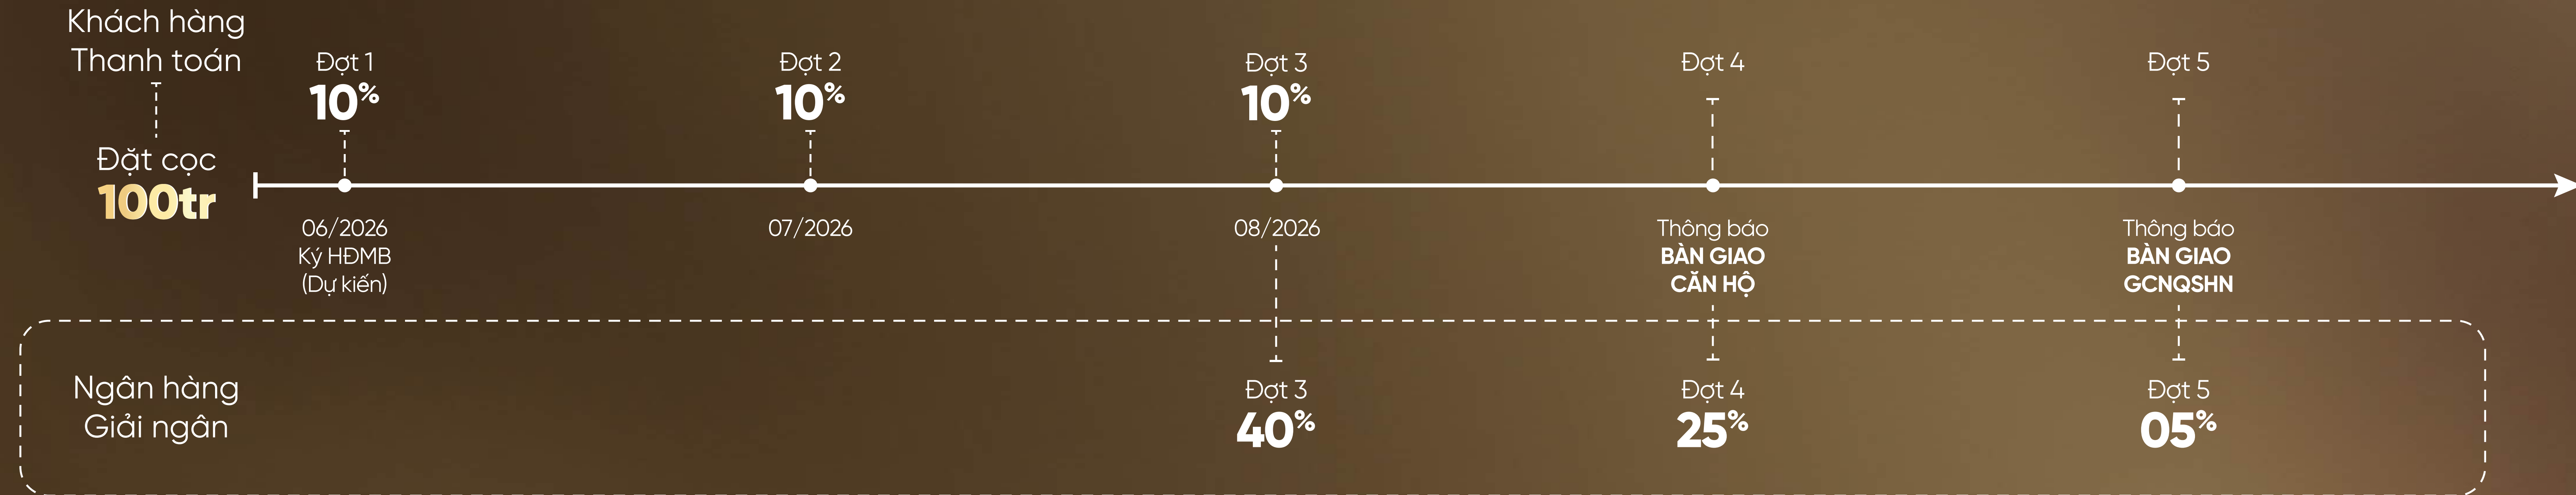 Khách hàng
Thanh toán
Đặt cọc
100tr
Đợt 1
10%
06/2026
Ký HĐMB
(Dự kiến)
Đợt 2
10%
07/2026
Đợt 3
10%
08/2026
Đợt 4
Thông báo
BÀN GIAO
CĂN HỘ
Đợt 5
Thông báo
BÀN GIAO
GCNQSHN
Ngân hàng
Giải ngân
Đợt 3
40%
Đợt 4
25%
Đợt 5
05%